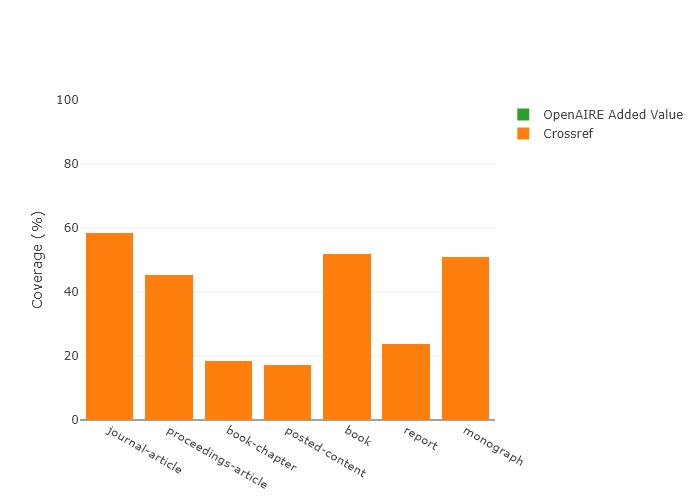 100
80
60
40
20
0
Coverage (%)
OpenAIRE Added Value
Crossref
journal-article
proceedings-article
book-chapter
posted-content
book
report
monograph